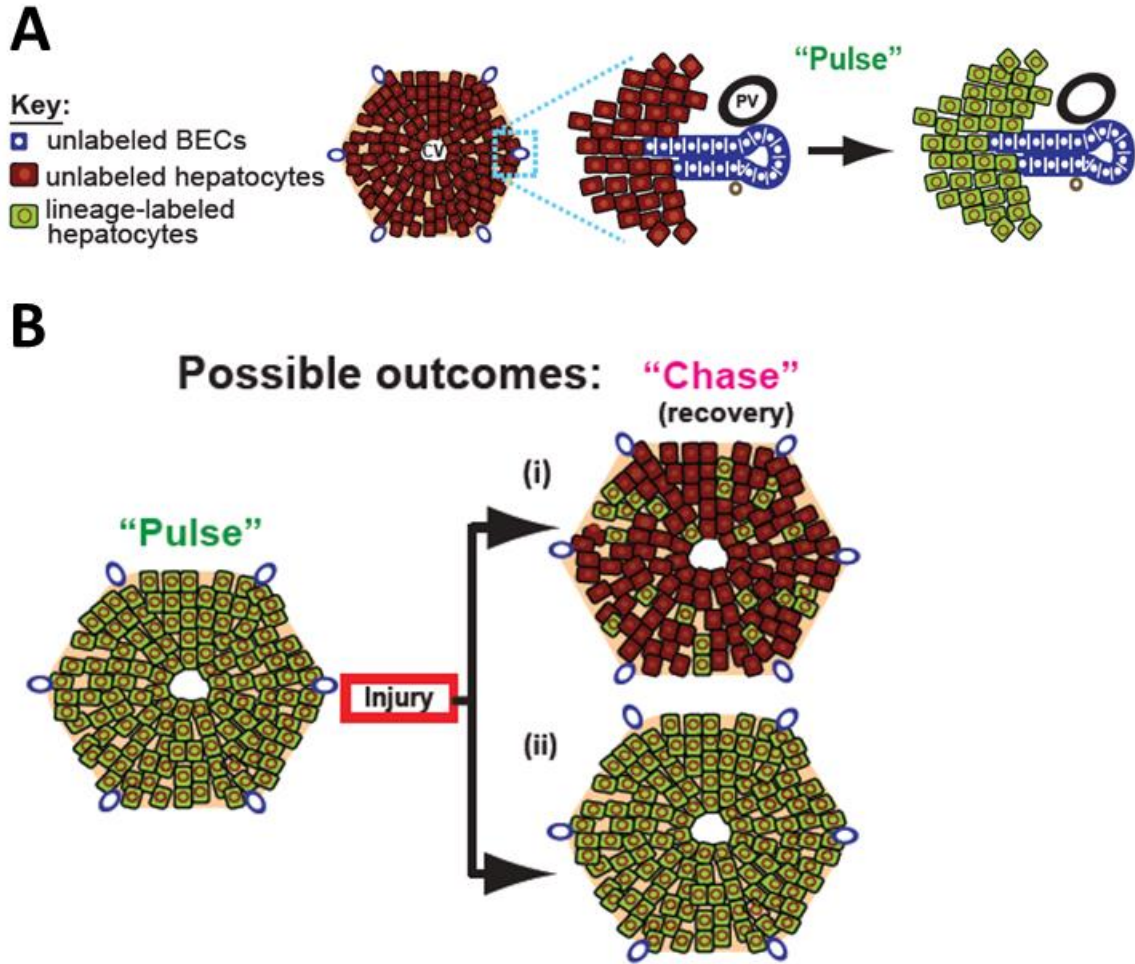 A
Key:
unlabeled BECs
unlabeled hepatocytes
lineage-labeled
hepatocytes
CV
PV
“Pulse”
B
Possible outcomes:
“Chase”
(recovery)
(i)
“Pulse”
Injury
(ii)